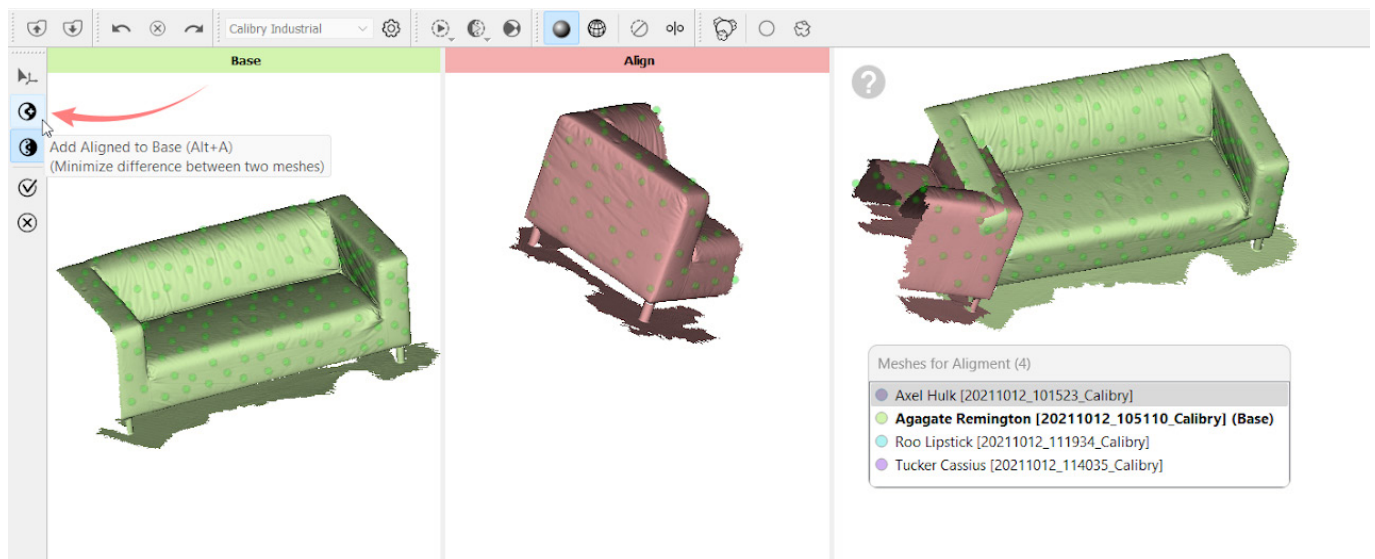 Calibry Industrial
Base
Align
?
Add Aligned to Base (Alt+A)
(Minimize difference between two meshes)
Meshes for Aligment (4)
Axel Hulk [20211012_101523_Calibry]
Agagate Remington [20211012_105110_Calibry] (Base)
Roo Lipstick [20211012_111934_Calibry]
Tucker Cassius [20211012_114035_Calibry]